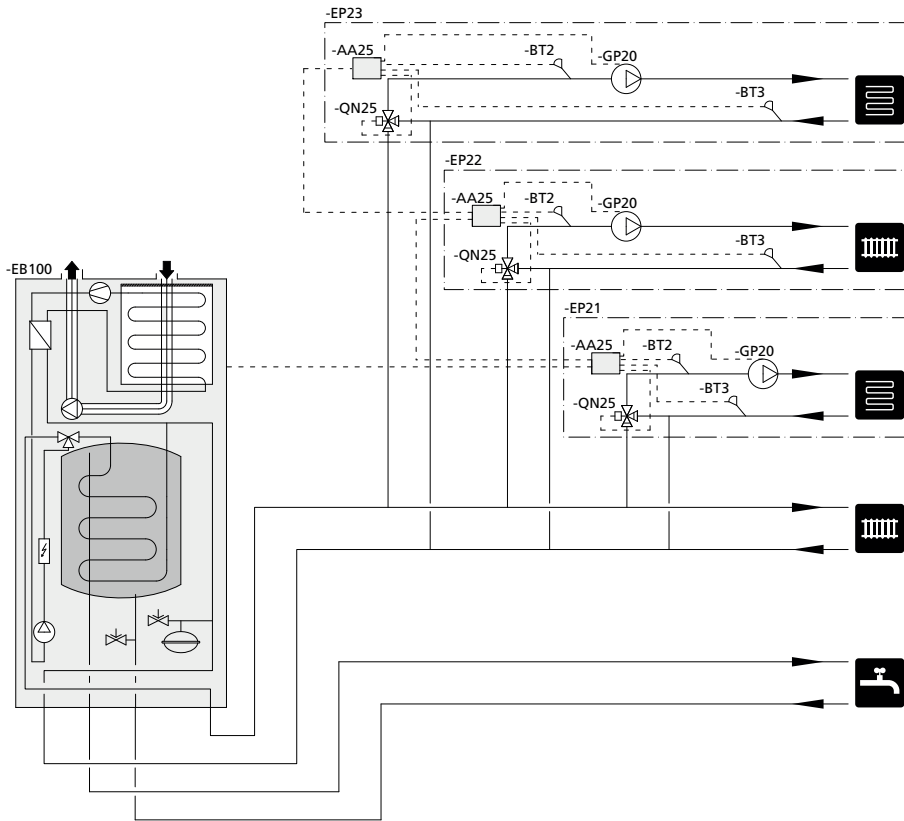 -EP23
-AA25
-BT2
-GP20
-BT3
-QN25
-EP22
-AA25
-BT2
-GP20
-BT3
-QN25
-EB100
-EP21
-AA25
-BT2
-GP20
-BT3
-QN25